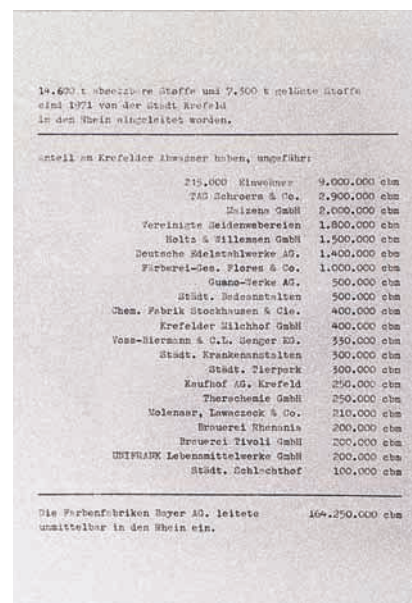 14.600 t absetzbare Stoffe und 7.300 t gelöste Stoffe
sind 1971 von der Stadt Krefeld
in den Rhein eingeleitet worden.
Anteil an Krefelder Abwasser haben, ungefähr:
215.000 Einwohner 9.000.000 cbm
TAG Schroers & Co. 2.900.000 cbm
Maizena GmbH 2.000.000 cbm
Vereinigte Seidenwebereien 1.800.000 cbm
Holtz & Willemsen GmbH 1.500.000 cbm
Deutsche Edelstahlwerke AG. 1.400.000 cbm
Färberei-Ges. Flores & Co. 1.000.000 cbm
Guano-Werke AG. 500.000 cbm
Städt. Badeanstalten 500.000 cbm
Chem. Fabrik Stockhausen & Cie. 400.000 cbm
Krefelder Milchhof GmbH 400.000 cbm
Voss-Biermann & C.L. Senger KG. 330.000 cbm
Städt. Krankenanstalten 300.000 cbm
Städt. Tierpark 300.000 cbm
Kaufhof AG. Krefeld 250.000 cbm
Therachemie GmbH 250.000 cbm
Molenaar, Lawaczeck & Co. 210.000 cbm
Brauerei Rhenania 200.000 cbm
Brauerei Tivoli GmbH 200.000 cbm
UNIFRANK Lebensmittelwerke GmbH 200.000 cbm
Städt. Schlachthof 100.000 cbm
Die Farbenfabriken Bayer AG. leitete 164.250.000 cbm
unmittelbar in den Rhein ein.